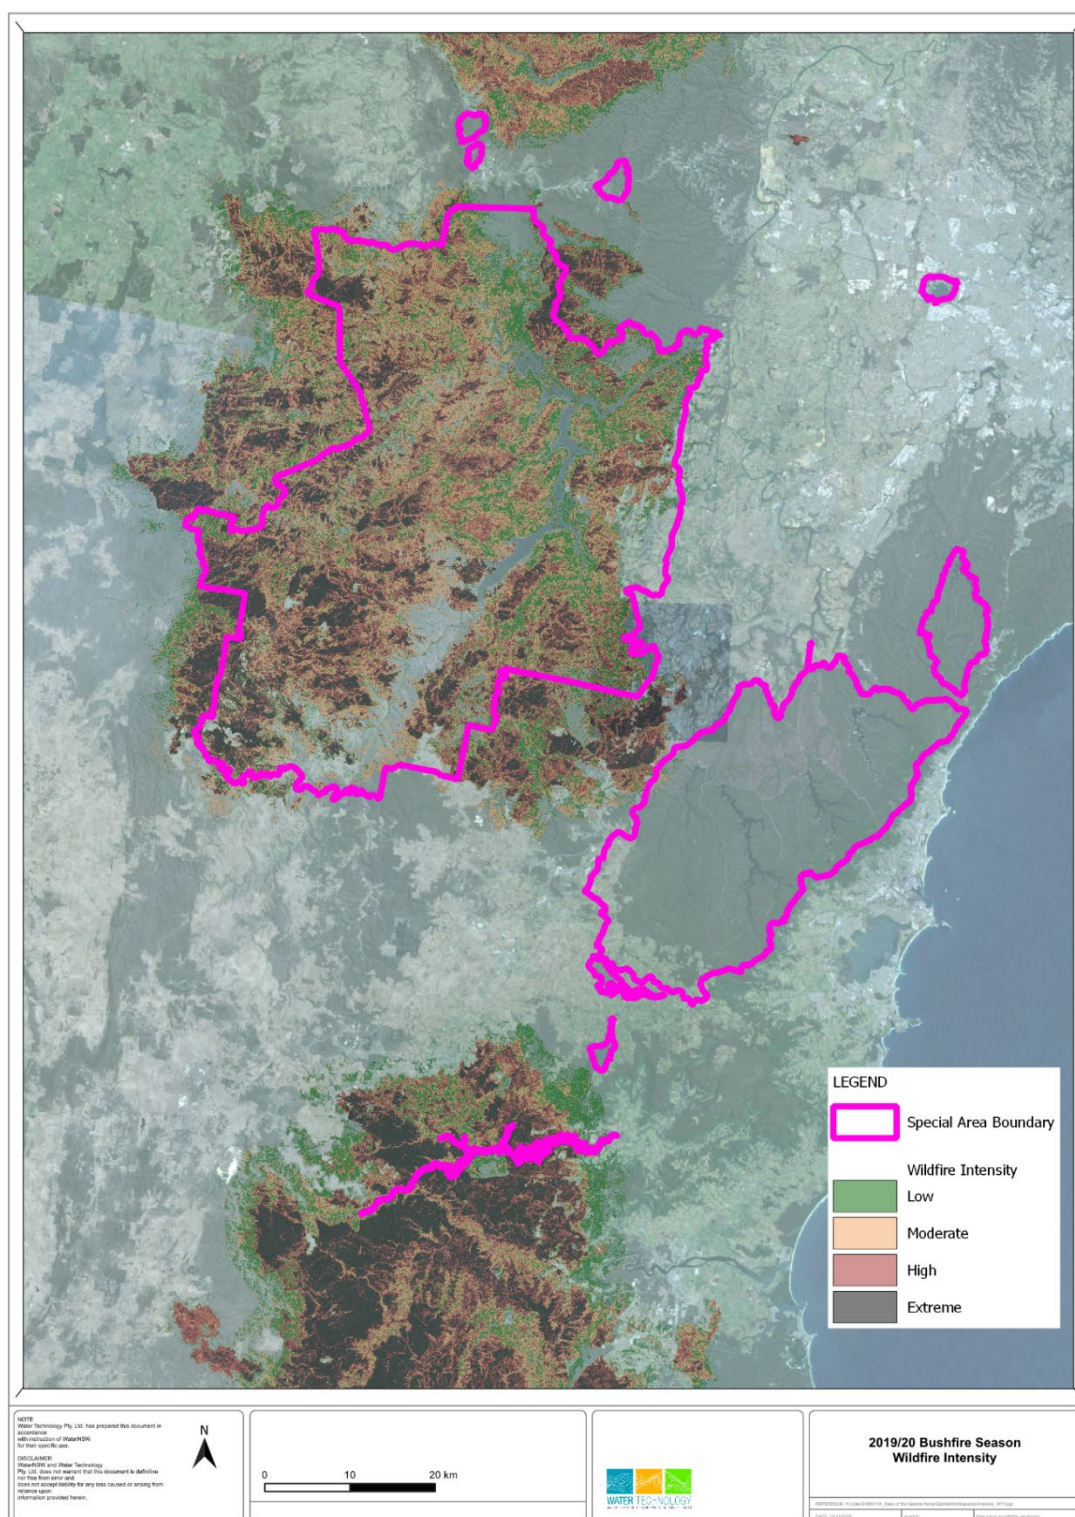 LEGEND
Special Area Boundary
Wildfire Intensity
Low
Moderate
High
Extreme
NOTE
Water Technology Pty. Ltd. has prepared this document in
accordance
with instruction of WaterNSW
for their specific use.
DISCLAIMER
WaterNSW and Water Technology
Pty. Ltd. does not warrant that this document is definitive
nor free from error and
does not accept liability for any loss caused or arising from
reliance upon
information provided herein.
N
0 10 20 km
WATER TECHNOLOGY
2019/20 Bushfire Season
Wildfire Intensity